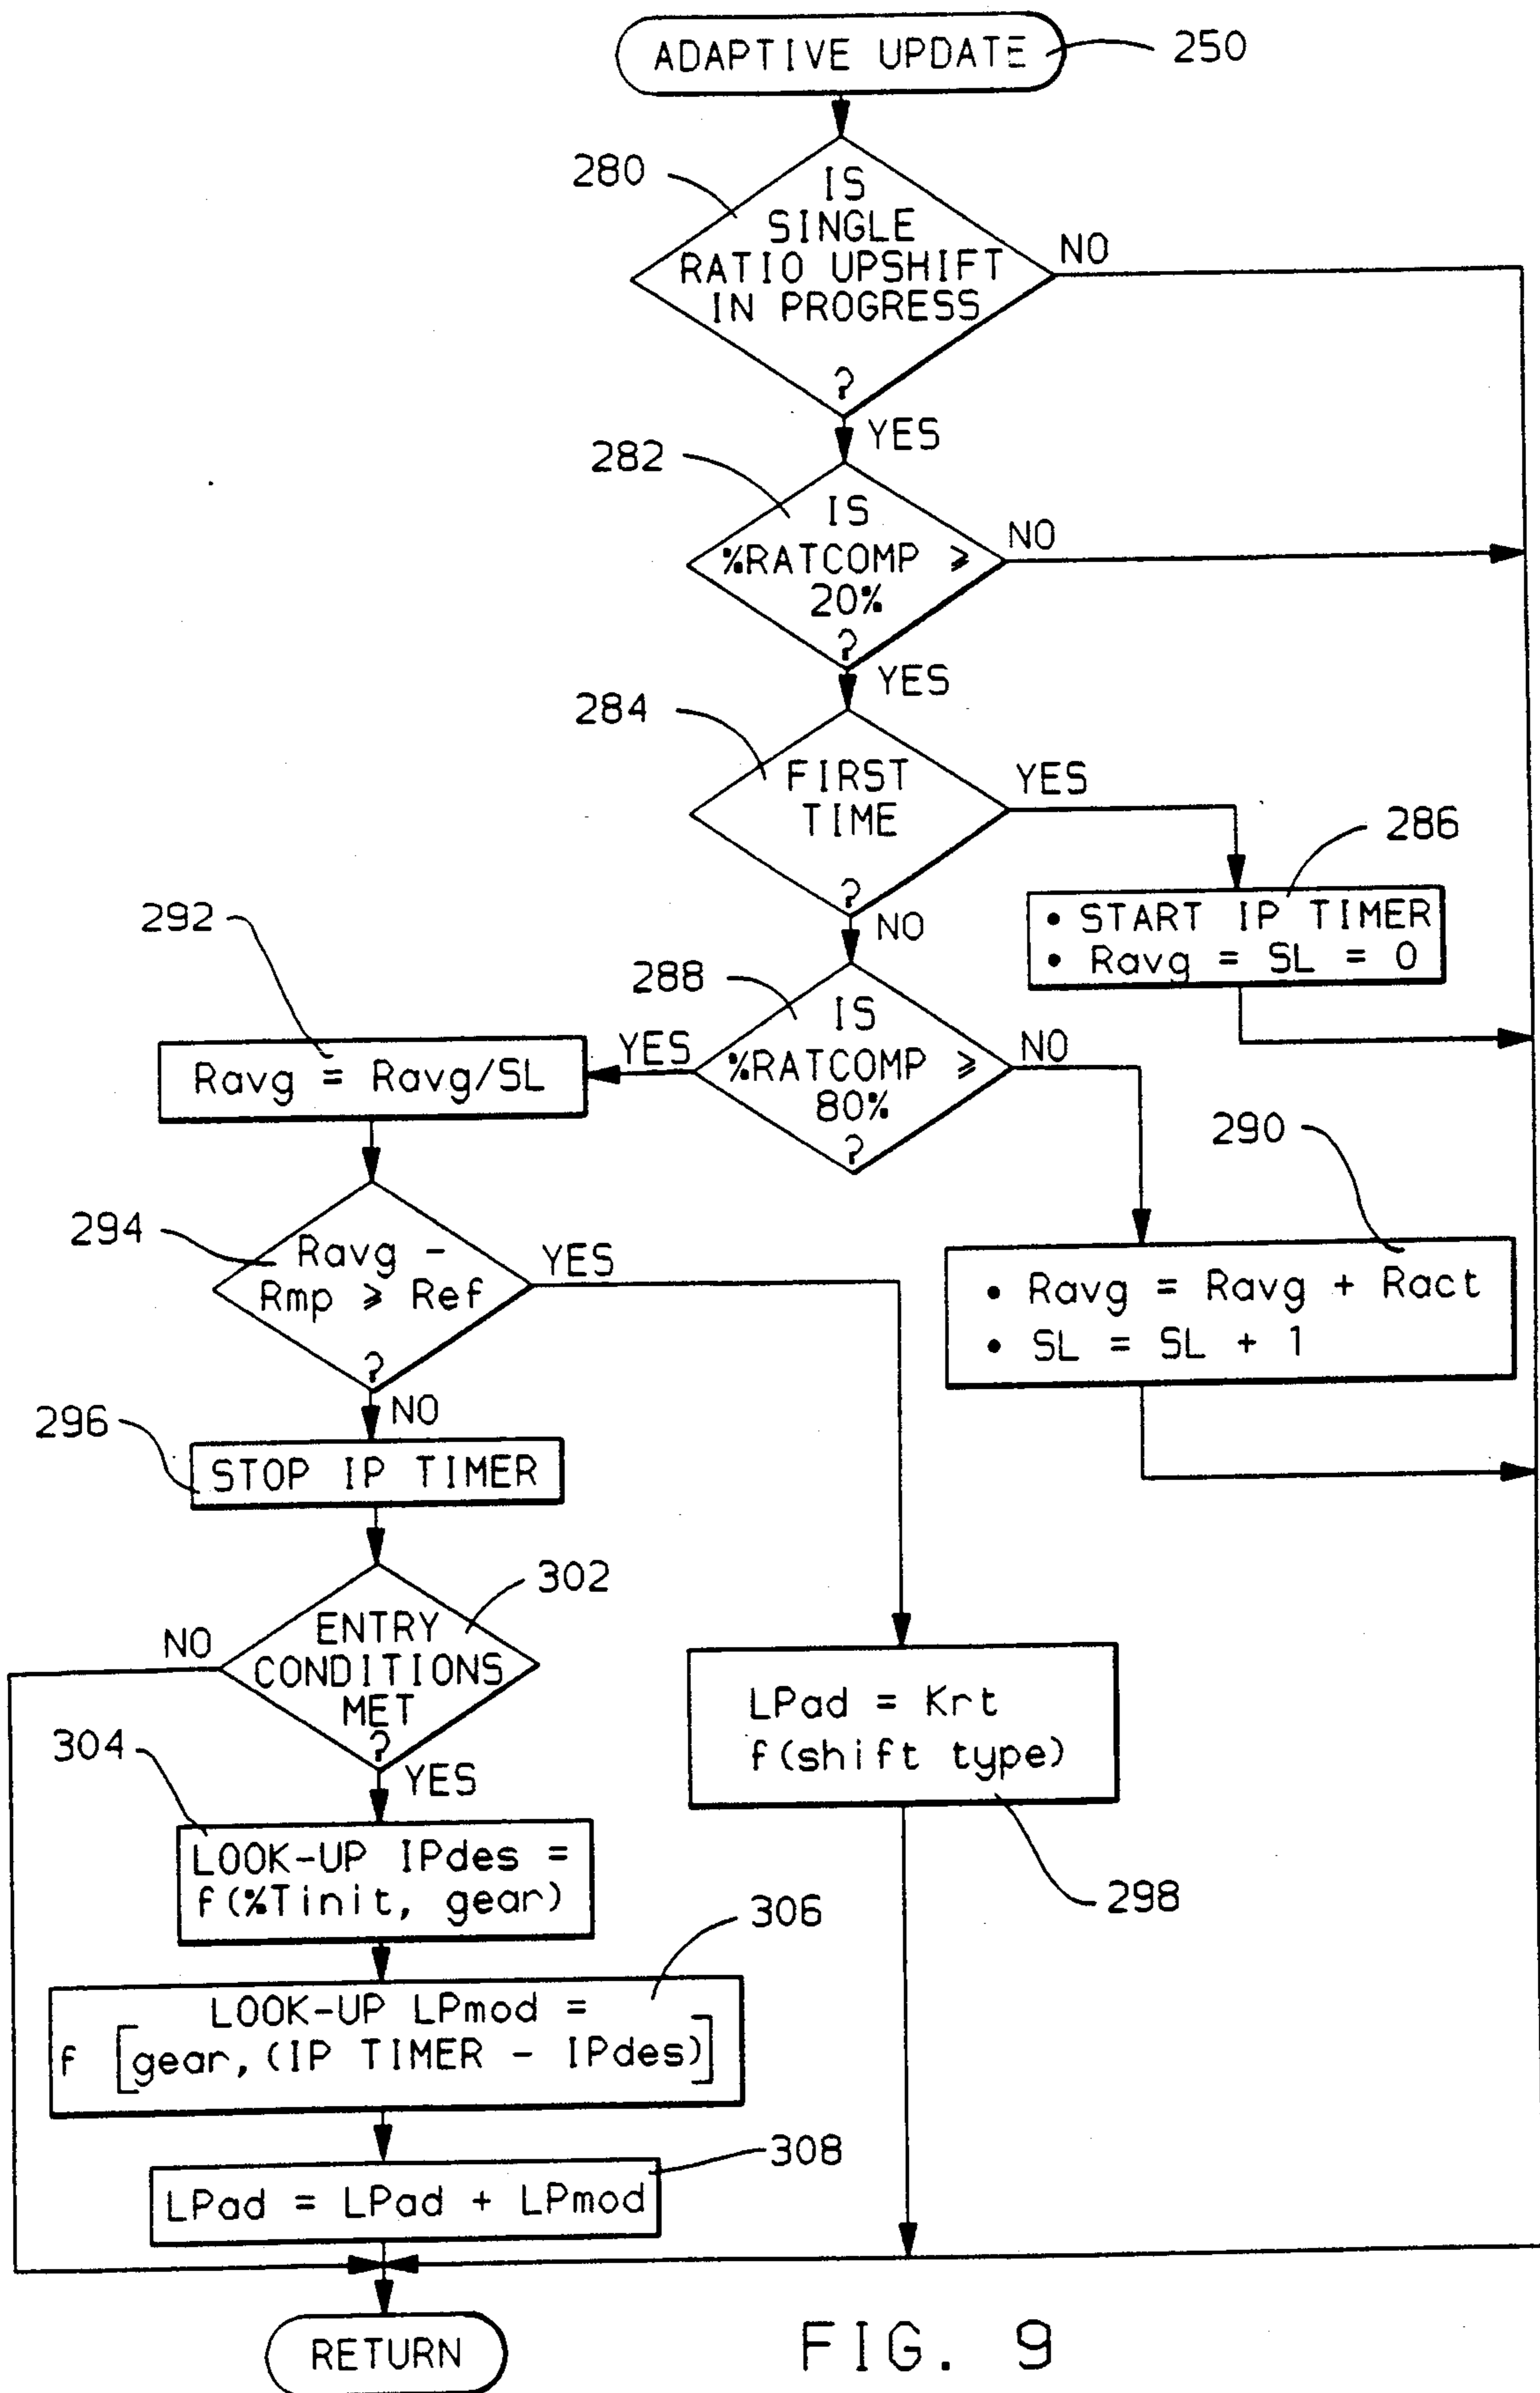 ADAPTIVE UPDATE
250
280
IS
SINGLE
RATIO UPSHIFT
IN PROGRESS
?
NO
YES
282
IS
%RATCOMP ⩾
20%
?
NO
YES
284
FIRST
TIME
?
YES
NO
286
• START IP TIMER
• Ravg = SL = 0
288
IS
%RATCOMP ⩾
80%
?
YES
NO
292
Ravg = Ravg/SL
290
• Ravg = Ravg + Ract
• SL = SL + 1
294
Ravg -
Rmp ⩾ Ref
?
YES
NO
296
STOP IP TIMER
302
ENTRY
CONDITIONS
MET
?
NO
YES
298
LPad = Krt
f(shift type)
304
LOOK-UP IPdes =
f(%Tinit, gear)
306
LOOK-UP LPmod =
f [gear,(IP TIMER - IPdes)]
308
LPad = LPad + LPmod
RETURN
FIG. 9